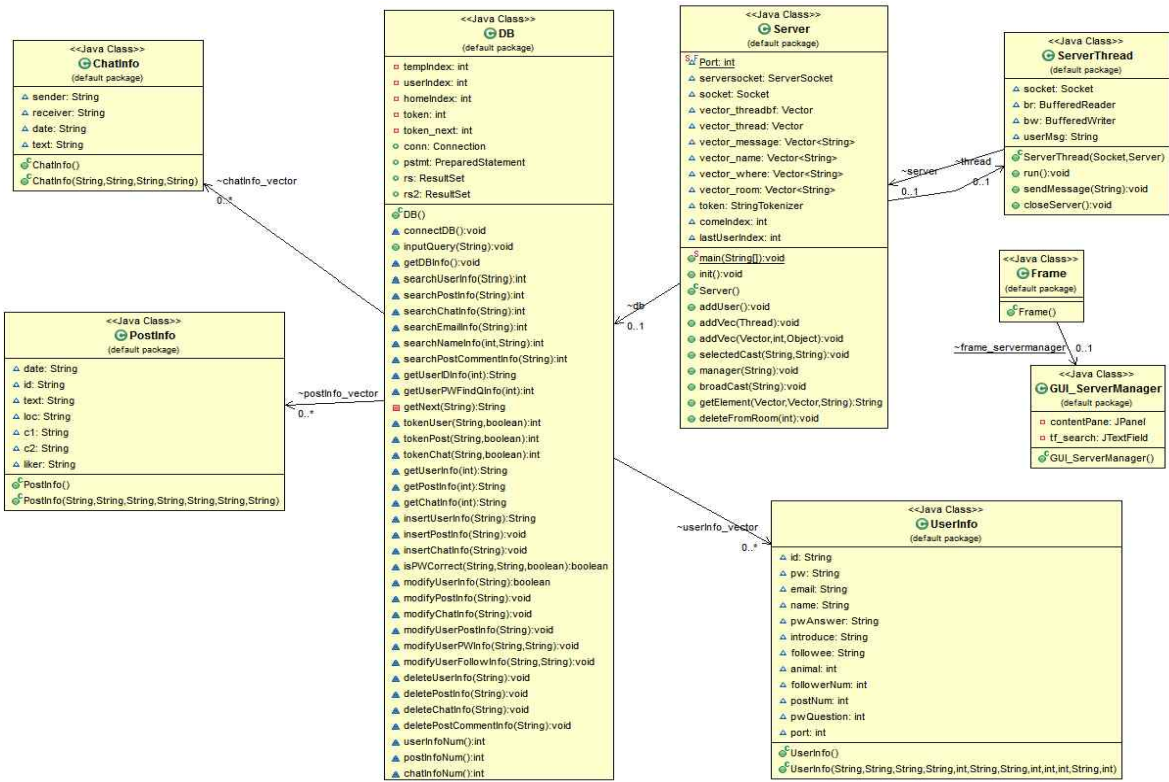 <<Java Class>>
ChatInfo
(default package)
sender: String
receiver: String
date: String
text: String
ChatInfo()
ChatInfo(String,String,String,String)
~chatInfo_vector
0..*
<<Java Class>>
PostInfo
(default package)
date: String
id: String
text: String
loc: String
c1: String
c2: String
liker: String
PostInfo()
PostInfo(String,String,String,String,String,String,String)
~postInfo_vector
0..*
<<Java Class>>
DB
(default package)
tempIndex: int
userIndex: int
homeIndex: int
token: int
token_next: int
conn: Connection
pstmt: PreparedStatement
rs: ResultSet
rs2: ResultSet
DB()
connectDB():void
inputQuery(String):void
getDBInfo():void
searchUserInfo(String):int
searchPostInfo(String):int
searchChatInfo(String):int
searchEmailInfo(String):int
searchNameInfo(int,String):int
searchPostCommentInfo(String):int
getUserIDInfo(int):String
getUserPWFindQInfo(int):int
getNext(String):String
tokenUser(String,boolean):int
tokenPost(String,boolean):int
tokenChat(String,boolean):int
getUserInfo(int):String
getPostInfo(int):String
getChatInfo(int):String
insertUserInfo(String):String
insertPostInfo(String):void
insertChatInfo(String):void
isPWCorrect(String,String,boolean):boolean
modifyUserInfo(String):boolean
modifyPostInfo(String):void
modifyChatInfo(String):void
modifyUserPostInfo(String):void
modifyUserPWInfo(String,String):void
modifyUserFollowInfo(String,String):void
deleteUserInfo(String):void
deletePostInfo(String):void
deleteChatInfo(String):void
deletePostCommentInfo(String):void
userInfoNum():int
postInfoNum():int
chatInfoNum():int
~db
0..1
<<Java Class>>
Server
(default package)
Port: int
serversocket: ServerSocket
socket: Socket
vector_threadbf: Vector
vector_thread: Vector
vector_message: Vector<String>
vector_name: Vector<String>
vector_where: Vector<String>
vector_room: Vector<String>
token: StringTokenizer
comeIndex: int
lastUserIndex: int
main(String[]):void
init():void
Server()
addUser():void
addVec(Thread):void
addVec(Vector,int,Object):void
selectedCast(String,String):void
manager(String):void
broadCast(String):void
getElement(Vector,Vector,String):String
deleteFromRoom(int):void
~server
0..1
~thread
0..1
<<Java Class>>
ServerThread
(default package)
socket: Socket
br: BufferedReader
bw: BufferedWriter
userMsg: String
ServerThread(Socket,Server)
run():void
sendMessage(String):void
closeServer():void
<<Java Class>>
Frame
(default package)
Frame()
~frame_servermanager
0..1
<<Java Class>>
GUI_ServerManager
(default package)
contentPane: JPanel
tf_search: JTextField
GUI_ServerManager()
~userInfo_vector
0..*
<<Java Class>>
UserInfo
(default package)
id: String
pw: String
email: String
name: String
pwAnswer: String
introduce: String
followee: String
animal: int
followerNum: int
postNum: int
pwQuestion: int
port: int
UserInfo()
UserInfo(String,String,String,String,int,String,String,int,int,int,String,int)